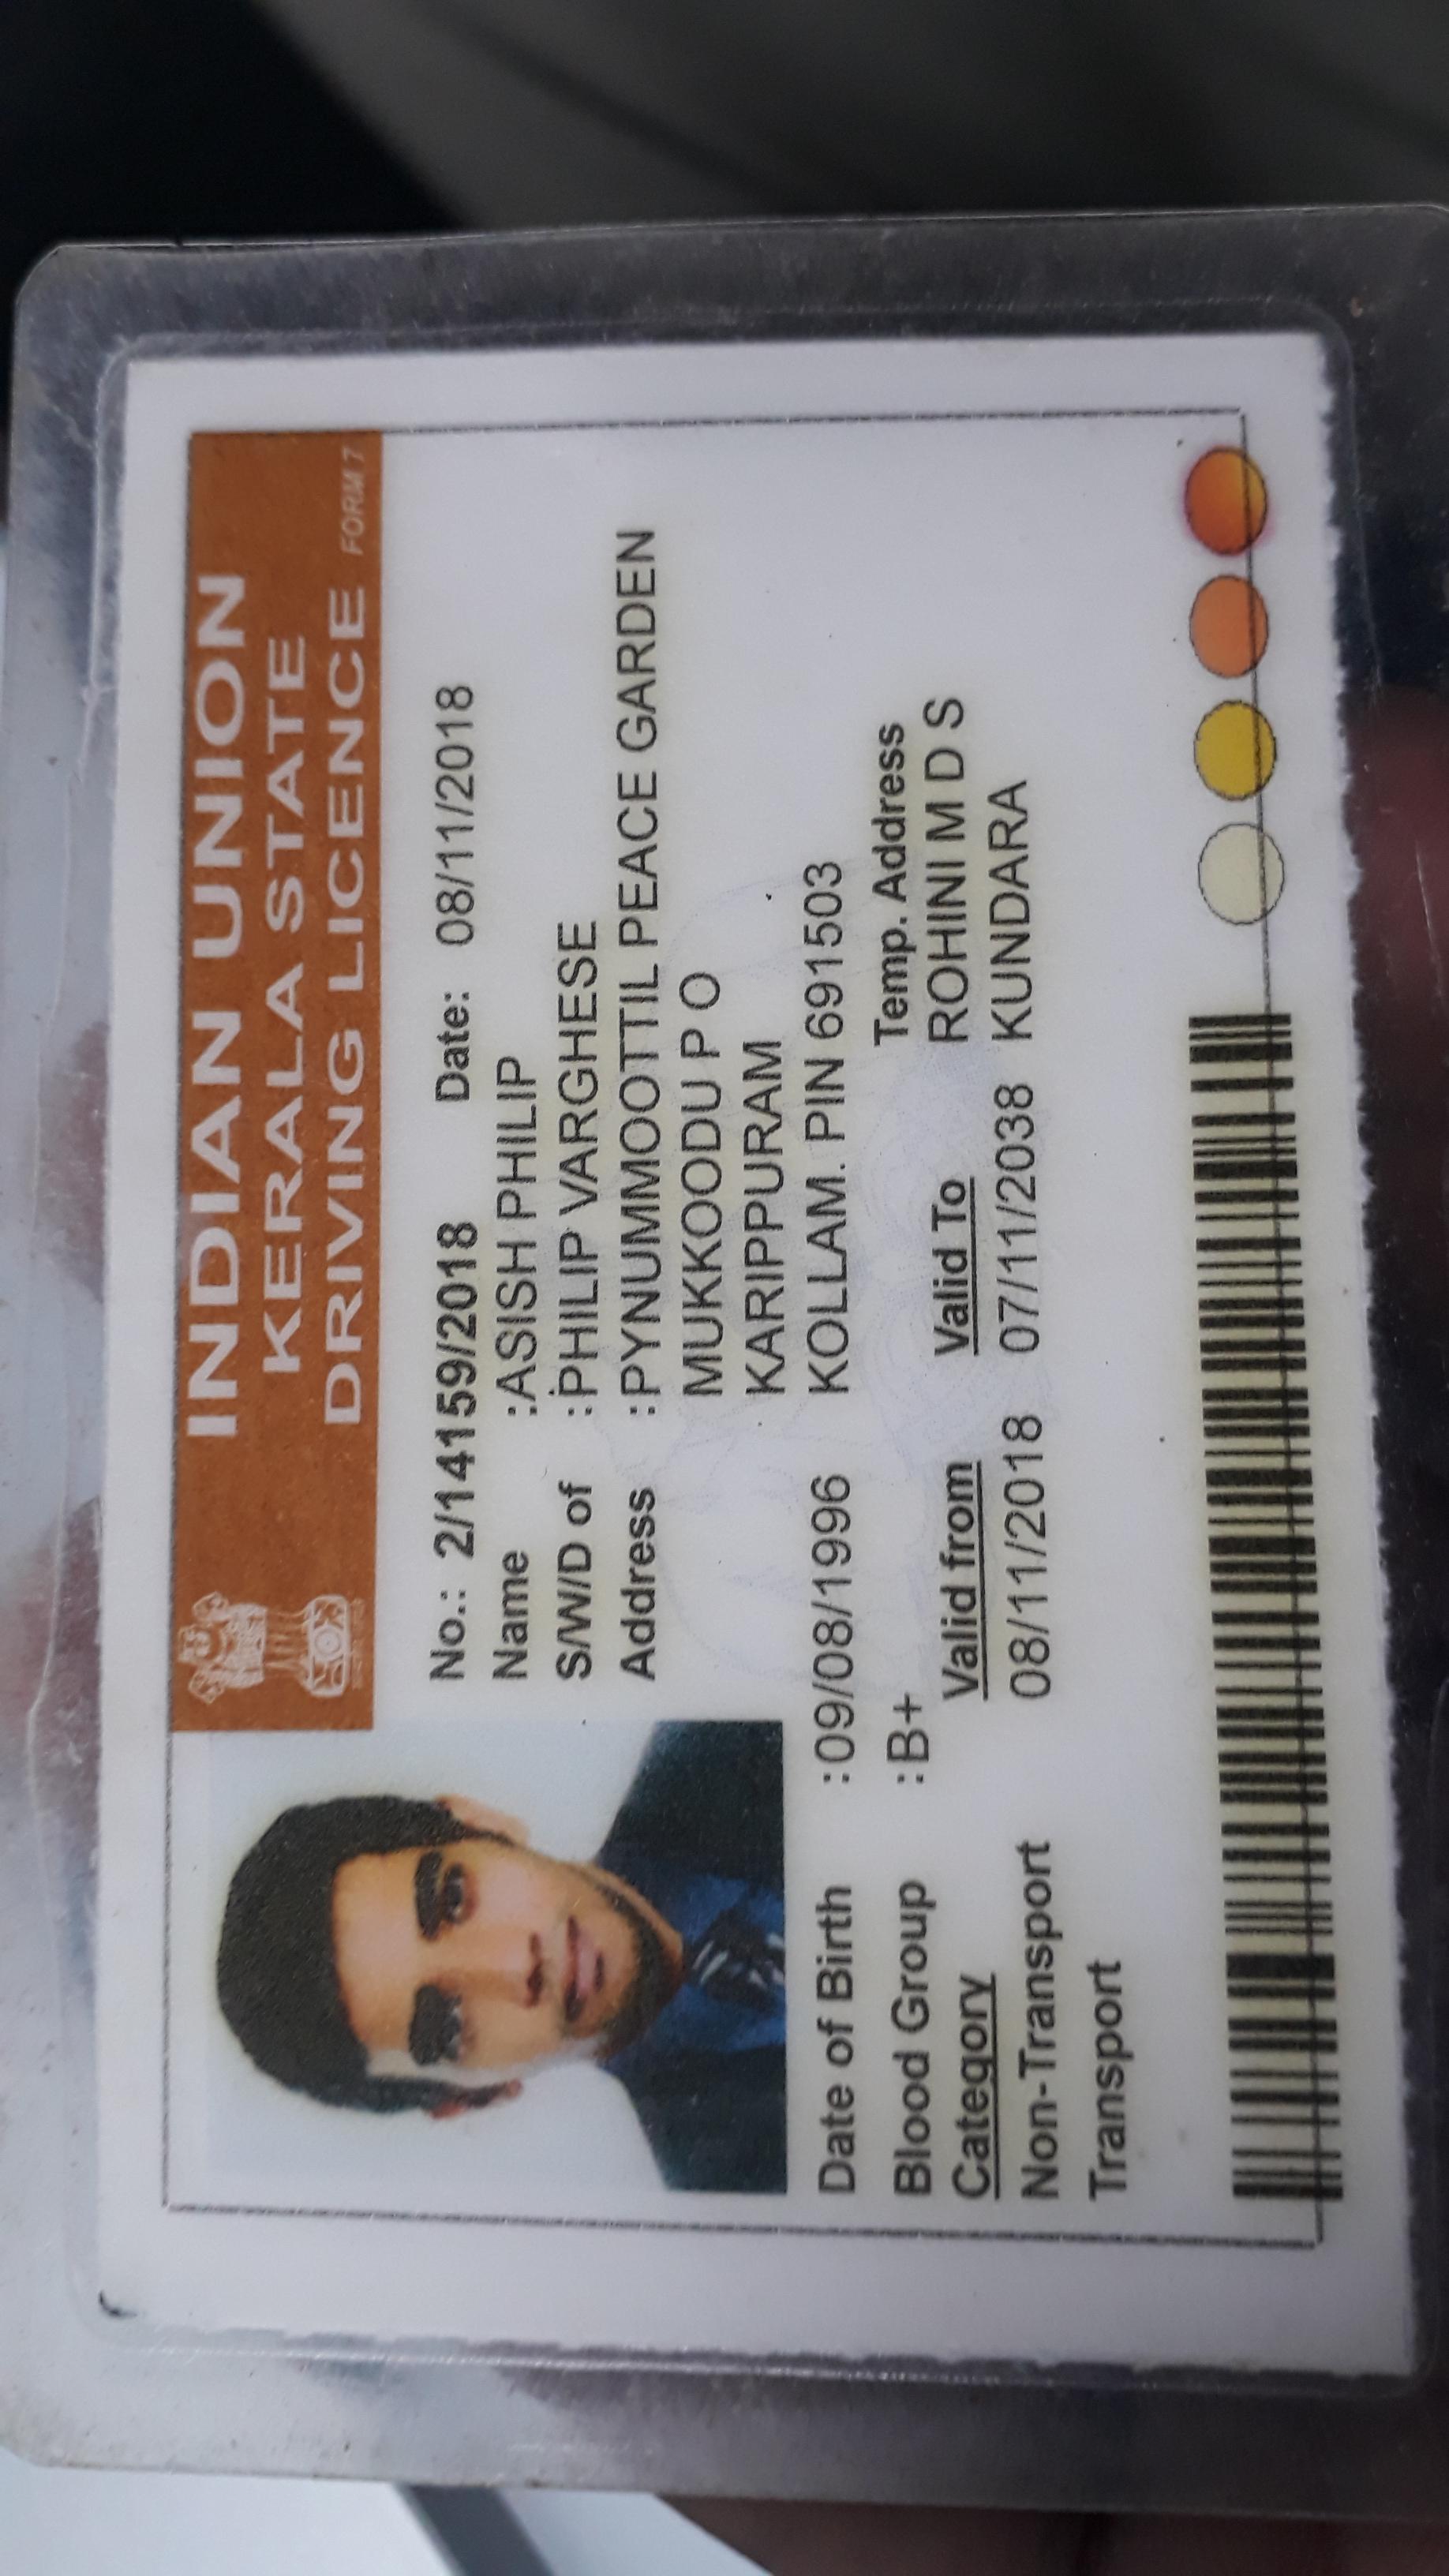 INDIAN UNION
KERALA STATE
DRIVING LICENCE FORM 7
No.: 2/14159/2018 Date: 08/11/2018
Name :ASISH PHILIP
S/W/D of :PHILIP VARGHESE
Address :PYNUMMOOTTIL PEACE GARDEN
MUKKOODU P O
KARIPPURAM
KOLLAM. PIN 691503
Date of Birth :09/08/1996
Blood Group :B+
Temp. Address
ROHINI M D S
KUNDARA
Category Valid from Valid To
Non-Transport 08/11/2018 07/11/2038
Transport